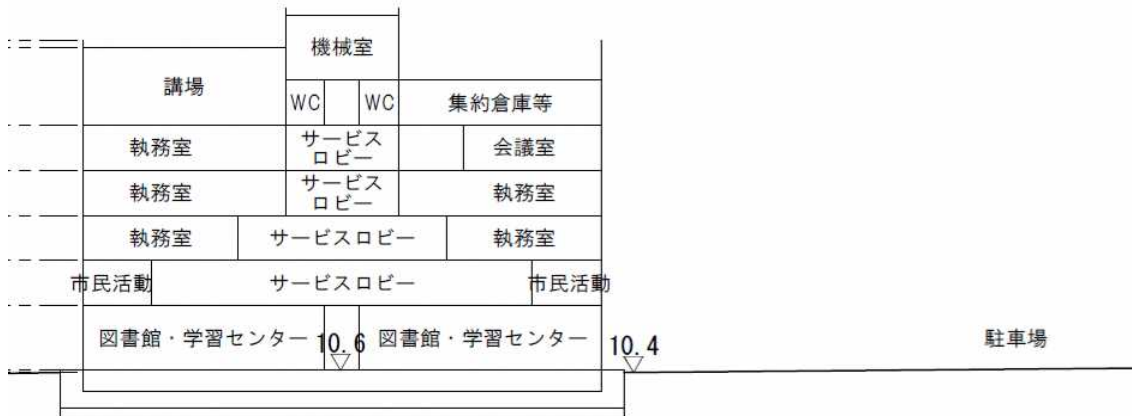 機械室
講場
WC
WC
集約倉庫等
執務室
サービス
ロビー
会議室
執務室
サービス
ロビー
執務室
執務室
サービスロビー
執務室
市民活動
サービスロビー
市民活動
図書館・学習センター
10.6
図書館・学習センター
10.4
駐車場